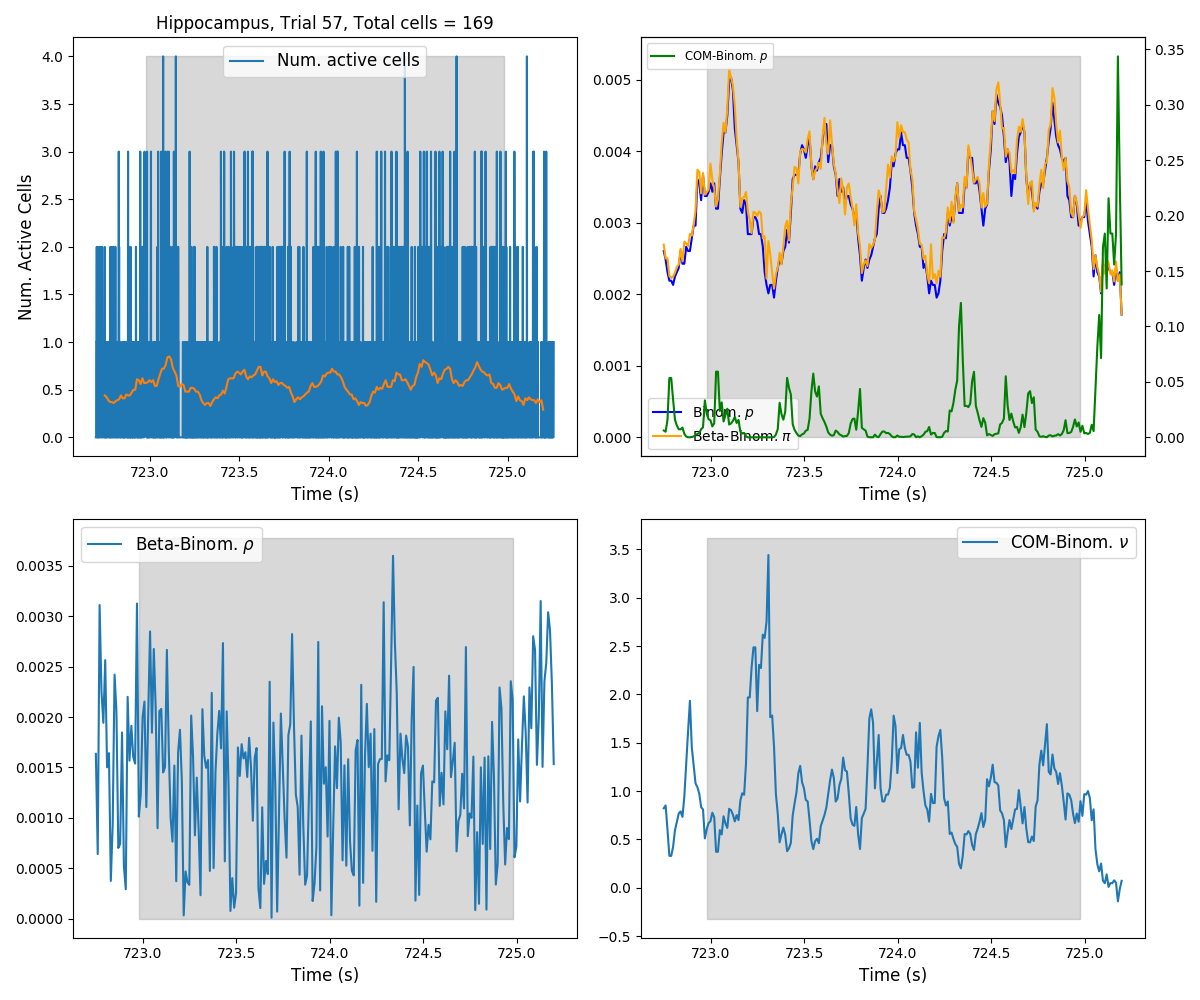 Hippocampus, Trial 57, Total cells = 169
Num. active cells
Num. Active Cells
4.0
3.5
3.0
2.5
2.0
1.5
1.0
0.5
0.0
723.0 723.5 724.0 724.5 725.0
Time (s)
COM-Binom. p
0.005
0.004
0.003
0.002
0.001
0.000
0.35
0.30
0.25
0.20
0.15
0.10
0.05
0.00
Binom. p
Beta-Binom. π
723.0 723.5 724.0 724.5 725.0
Time (s)
Beta-Binom. ρ
0.0035
0.0030
0.0025
0.0020
0.0015
0.0010
0.0005
0.0000
723.0 723.5 724.0 724.5 725.0
Time (s)
COM-Binom. ν
3.5
3.0
2.5
2.0
1.5
1.0
0.5
0.0
−0.5
723.0 723.5 724.0 724.5 725.0
Time (s)